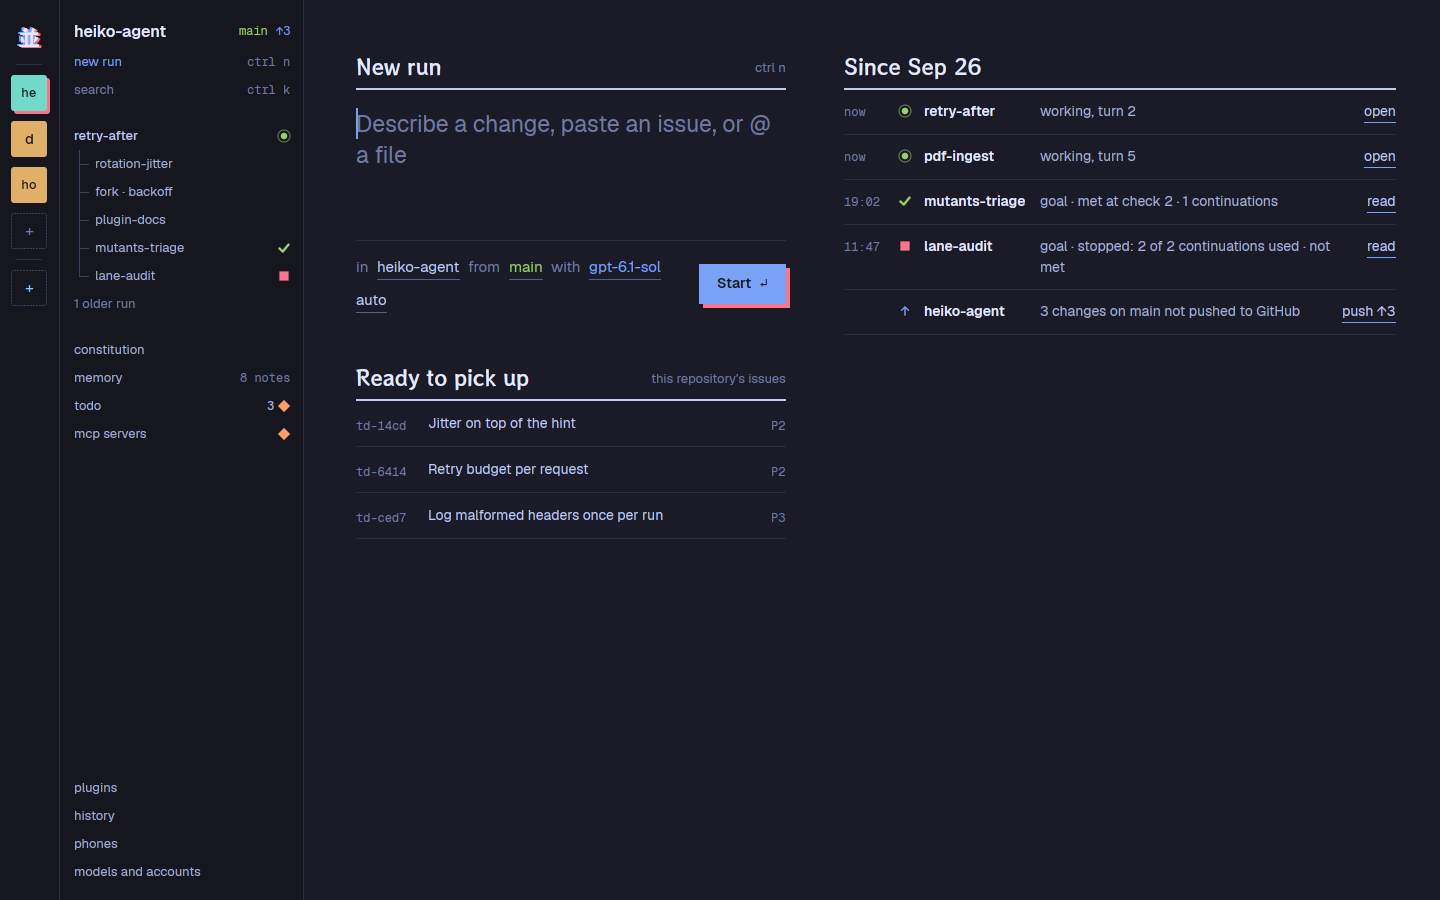 heiko-agent main ↑3
new run ctrl n
search ctrl k
he
d
ho
+
+
retry-after
rotation-jitter
fork · backoff
plugin-docs
mutants-triage
lane-audit
1 older run
constitution
memory 8 notes
todo 3
mcp servers
plugins
history
phones
models and accounts
New run ctrl n
Describe a change, paste an issue, or @
a file
in heiko-agent from main with gpt-6.1-sol
auto
Start ↵
Ready to pick up this repository's issues
td-14cd Jitter on top of the hint P2
td-6414 Retry budget per request P2
td-ced7 Log malformed headers once per run P3
Since Sep 26
now retry-after working, turn 2 open
now pdf-ingest working, turn 5 open
19:02 mutants-triage goal · met at check 2 · 1 continuations read
11:47 lane-audit goal · stopped: 2 of 2 continuations used · not read
met
↑ heiko-agent 3 changes on main not pushed to GitHub push ↑3